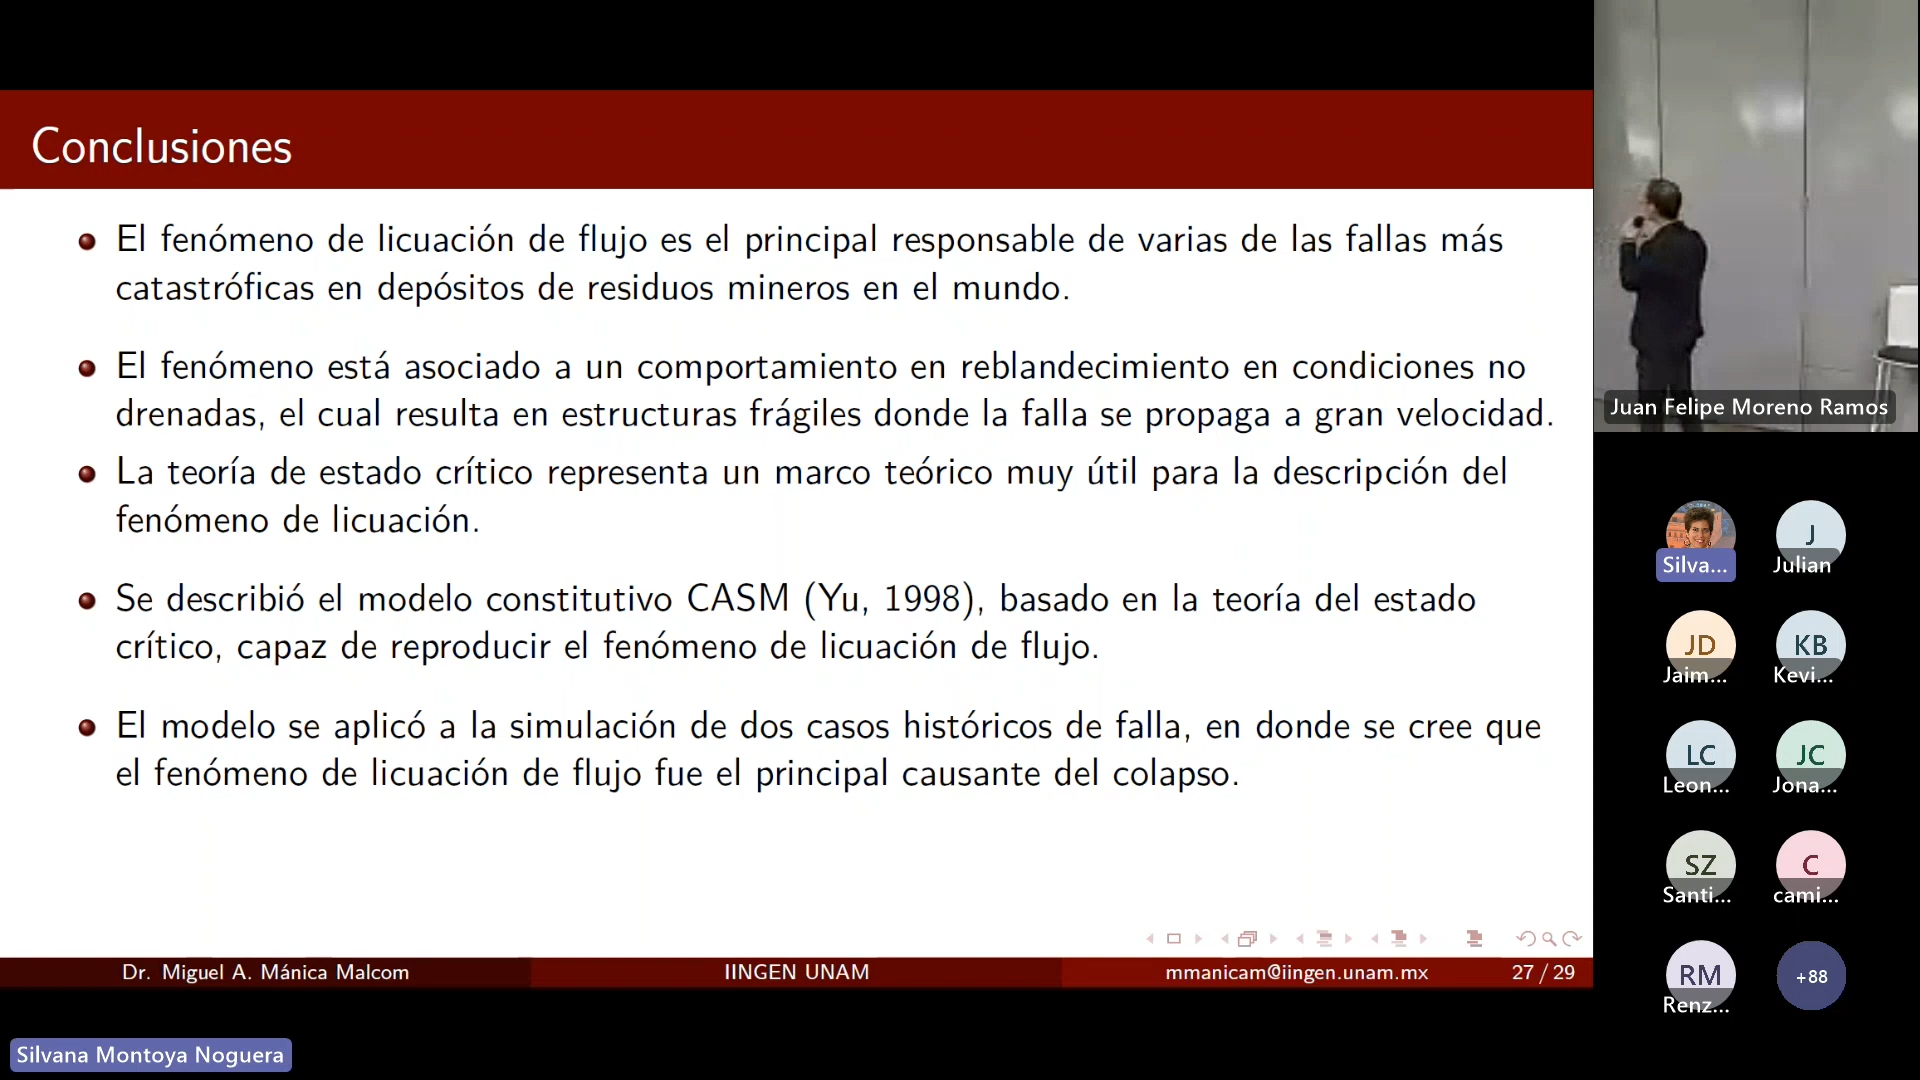 Conclusiones
El fenómeno de licuación de flujo es el principal responsable de varias de las fallas más
catastróficas en depósitos de residuos mineros en el mundo.
El fenómeno está asociado a un comportamiento en reblandecimiento en condiciones no
drenadas, el cual resulta en estructuras frágiles donde la falla se propaga a gran velocidad.
La teoría de estado crítico representa un marco teórico muy útil para la descripción del
fenómeno de licuación.
Se describió el modelo constitutivo CASM (Yu, 1998), basado en la teoría del estado
crítico, capaz de reproducir el fenómeno de licuación de flujo.
El modelo se aplicó a la simulación de dos casos históricos de falla, en donde se cree que
el fenómeno de licuación de flujo fue el principal causante del colapso.
Dr. Miguel A. Mánica Malcom IINGEN UNAM mmanicam@iingen.unam.mx 27 / 29
Silvana Montoya Noguera
Juan Felipe Moreno Ramos
J
Silva... Julian
JD KB
Jaim... Kevi...
LC JC
Leon... Jona...
SZ C
Santi... cami...
RM +88
Renz...